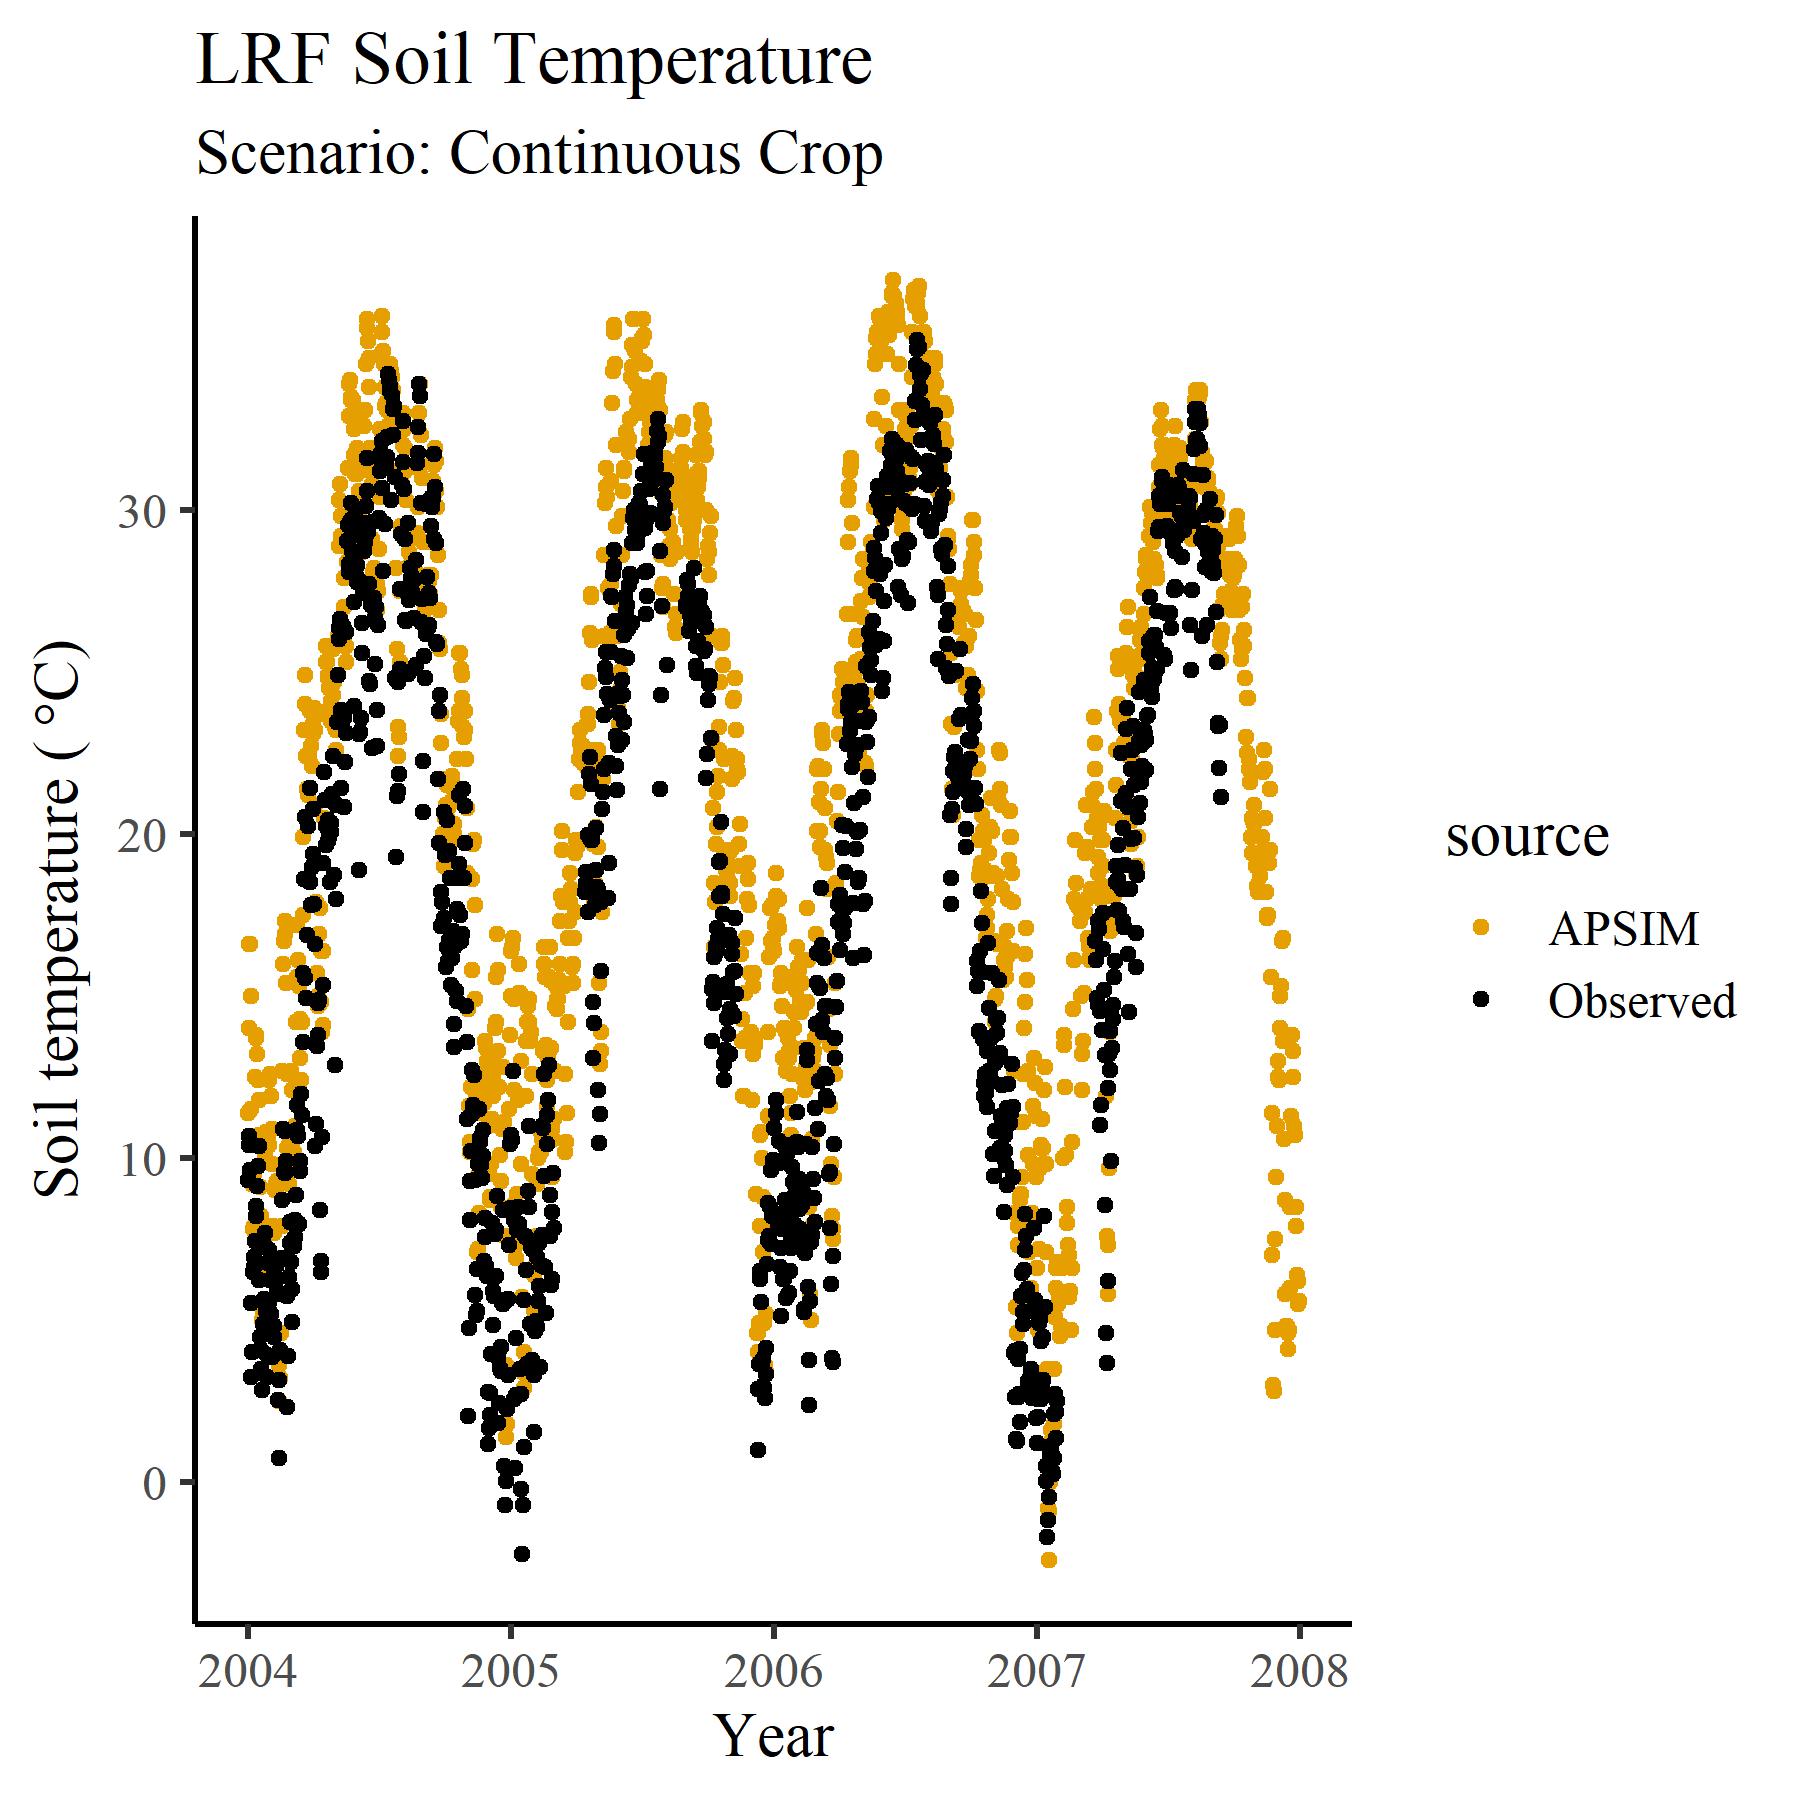 LRF Soil Temperature
Scenario: Continuous Crop
Soil temperature ( °C)
30
20
10
0
2004 2005 2006 2007 2008
Year
source
APSIM
Observed